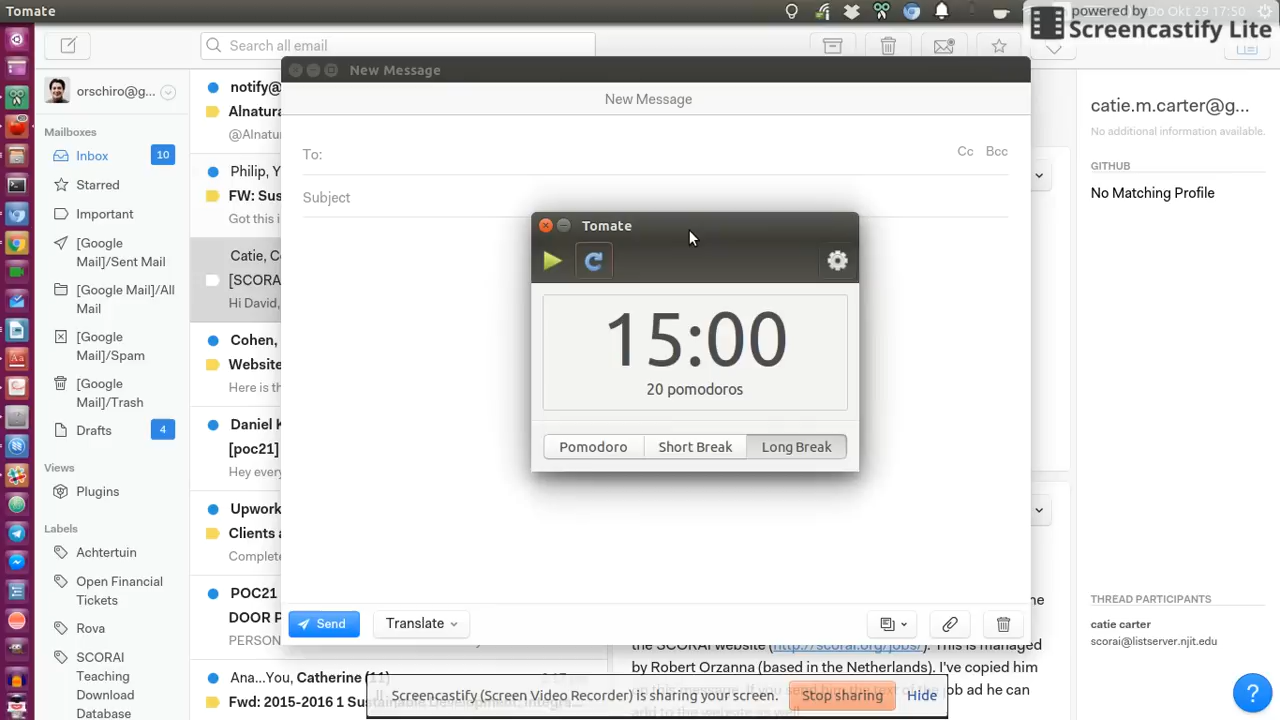 Tomate
Do Okt 29 17:50
powered by
Screencastify Lite
Search all email
orschiro@g...
Mailboxes
Inbox
10
Starred
Important
[Google
Mail]/Sent Mail
[Google Mail]/All
Mail
[Google
Mail]/Spam
[Google
Mail]/Trash
Drafts
4
Views
Plugins
Labels
Achtertuin
Open Financial
Tickets
Rova
SCORAI
Teaching
Download
Database
notify@
Alnatura
@Alnatur
Philip, Y
FW: Sus
Got this i
Catie, C
[SCORA
Hi David,
Cohen,
Website
Here is th
Daniel K
[poc21]
Hey every
Upwork
Clients a
Complete
POC21
DOOR P
PERSON
Ana...You, Catherine (11)
Fwd: 2015-2016 1 Sustainable Development, Integra...
New Message
New Message
To:
Cc Bcc
Subject
Tomate
15:00
20 pomodoros
Pomodoro Short Break Long Break
Send
Translate
the SCORAI website (http://scorai.org/jobs/). This is managed
by Robert Orzanna (based in the Netherlands). I've copied him
job ad he can
add to the website as well
Screencastify (Screen Video Recorder) is sharing your screen.
Stop sharing
Hide
catie.m.carter@g...
No additional information available.
GITHUB
No Matching Profile
THREAD PARTICIPANTS
catie carter
scorai@listserver.njit.edu
?